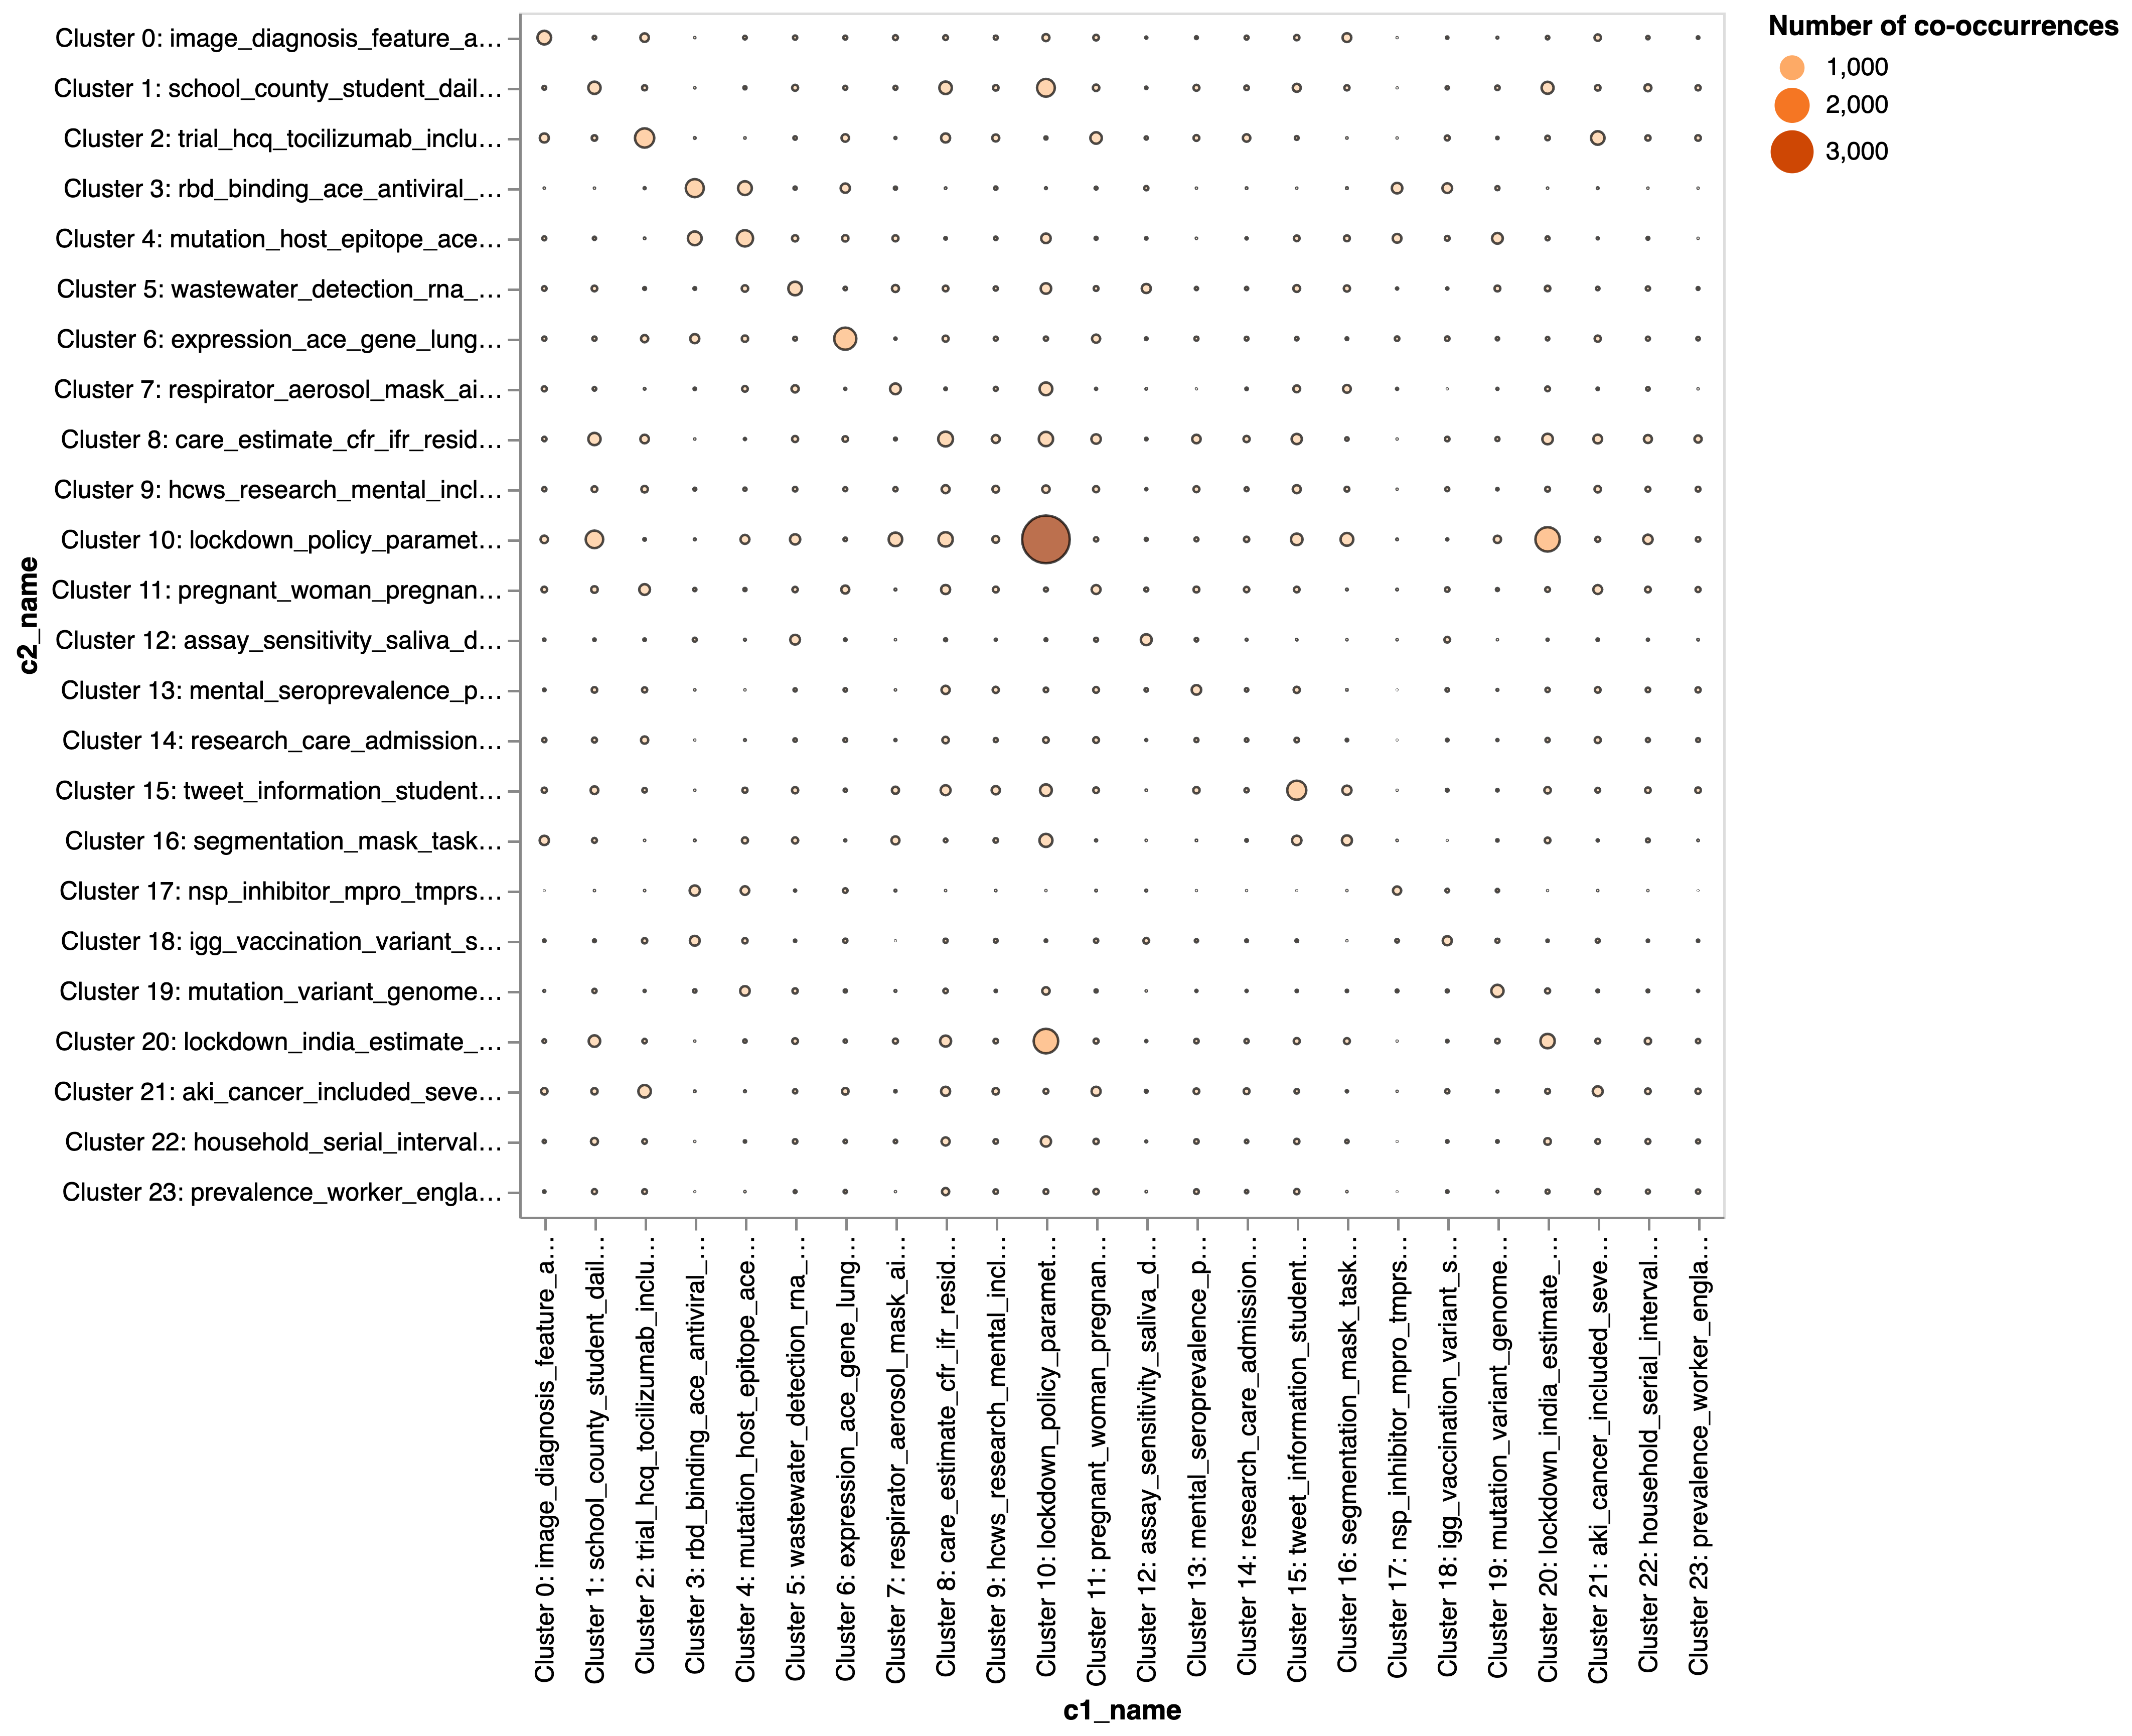 Number of co-occurrences
1,000
2,000
3,000
c2_name
Cluster 0: image_diagnosis_feature_a…
Cluster 1: school_county_student_dail…
Cluster 2: trial_hcq_tocilizumab_inclu…
Cluster 3: rbd_binding_ace_antiviral_…
Cluster 4: mutation_host_epitope_ace…
Cluster 5: wastewater_detection_rna_…
Cluster 6: expression_ace_gene_lung…
Cluster 7: respirator_aerosol_mask_ai…
Cluster 8: care_estimate_cfr_ifr_resid…
Cluster 9: hcws_research_mental_incl…
Cluster 10: lockdown_policy_paramet…
Cluster 11: pregnant_woman_pregnan…
Cluster 12: assay_sensitivity_saliva_d…
Cluster 13: mental_seroprevalence_p…
Cluster 14: research_care_admission…
Cluster 15: tweet_information_student…
Cluster 16: segmentation_mask_task…
Cluster 17: nsp_inhibitor_mpro_tmprs…
Cluster 18: igg_vaccination_variant_s…
Cluster 19: mutation_variant_genome…
Cluster 20: lockdown_india_estimate_…
Cluster 21: aki_cancer_included_seve…
Cluster 22: household_serial_interval…
Cluster 23: prevalence_worker_engla…
Cluster 0: image_diagnosis_feature_a…
Cluster 1: school_county_student_dail…
Cluster 2: trial_hcq_tocilizumab_inclu…
Cluster 3: rbd_binding_ace_antiviral_…
Cluster 4: mutation_host_epitope_ace…
Cluster 5: wastewater_detection_rna_…
Cluster 6: expression_ace_gene_lung…
Cluster 7: respirator_aerosol_mask_ai…
Cluster 8: care_estimate_cfr_ifr_resid…
Cluster 9: hcws_research_mental_incl…
Cluster 10: lockdown_policy_paramet…
Cluster 11: pregnant_woman_pregnan…
Cluster 12: assay_sensitivity_saliva_d…
Cluster 13: mental_seroprevalence_p…
Cluster 14: research_care_admission…
Cluster 15: tweet_information_student…
Cluster 16: segmentation_mask_task…
Cluster 17: nsp_inhibitor_mpro_tmprs…
Cluster 18: igg_vaccination_variant_s…
Cluster 19: mutation_variant_genome…
Cluster 20: lockdown_india_estimate_…
Cluster 21: aki_cancer_included_seve…
Cluster 22: household_serial_interval…
Cluster 23: prevalence_worker_engla…
c1_name